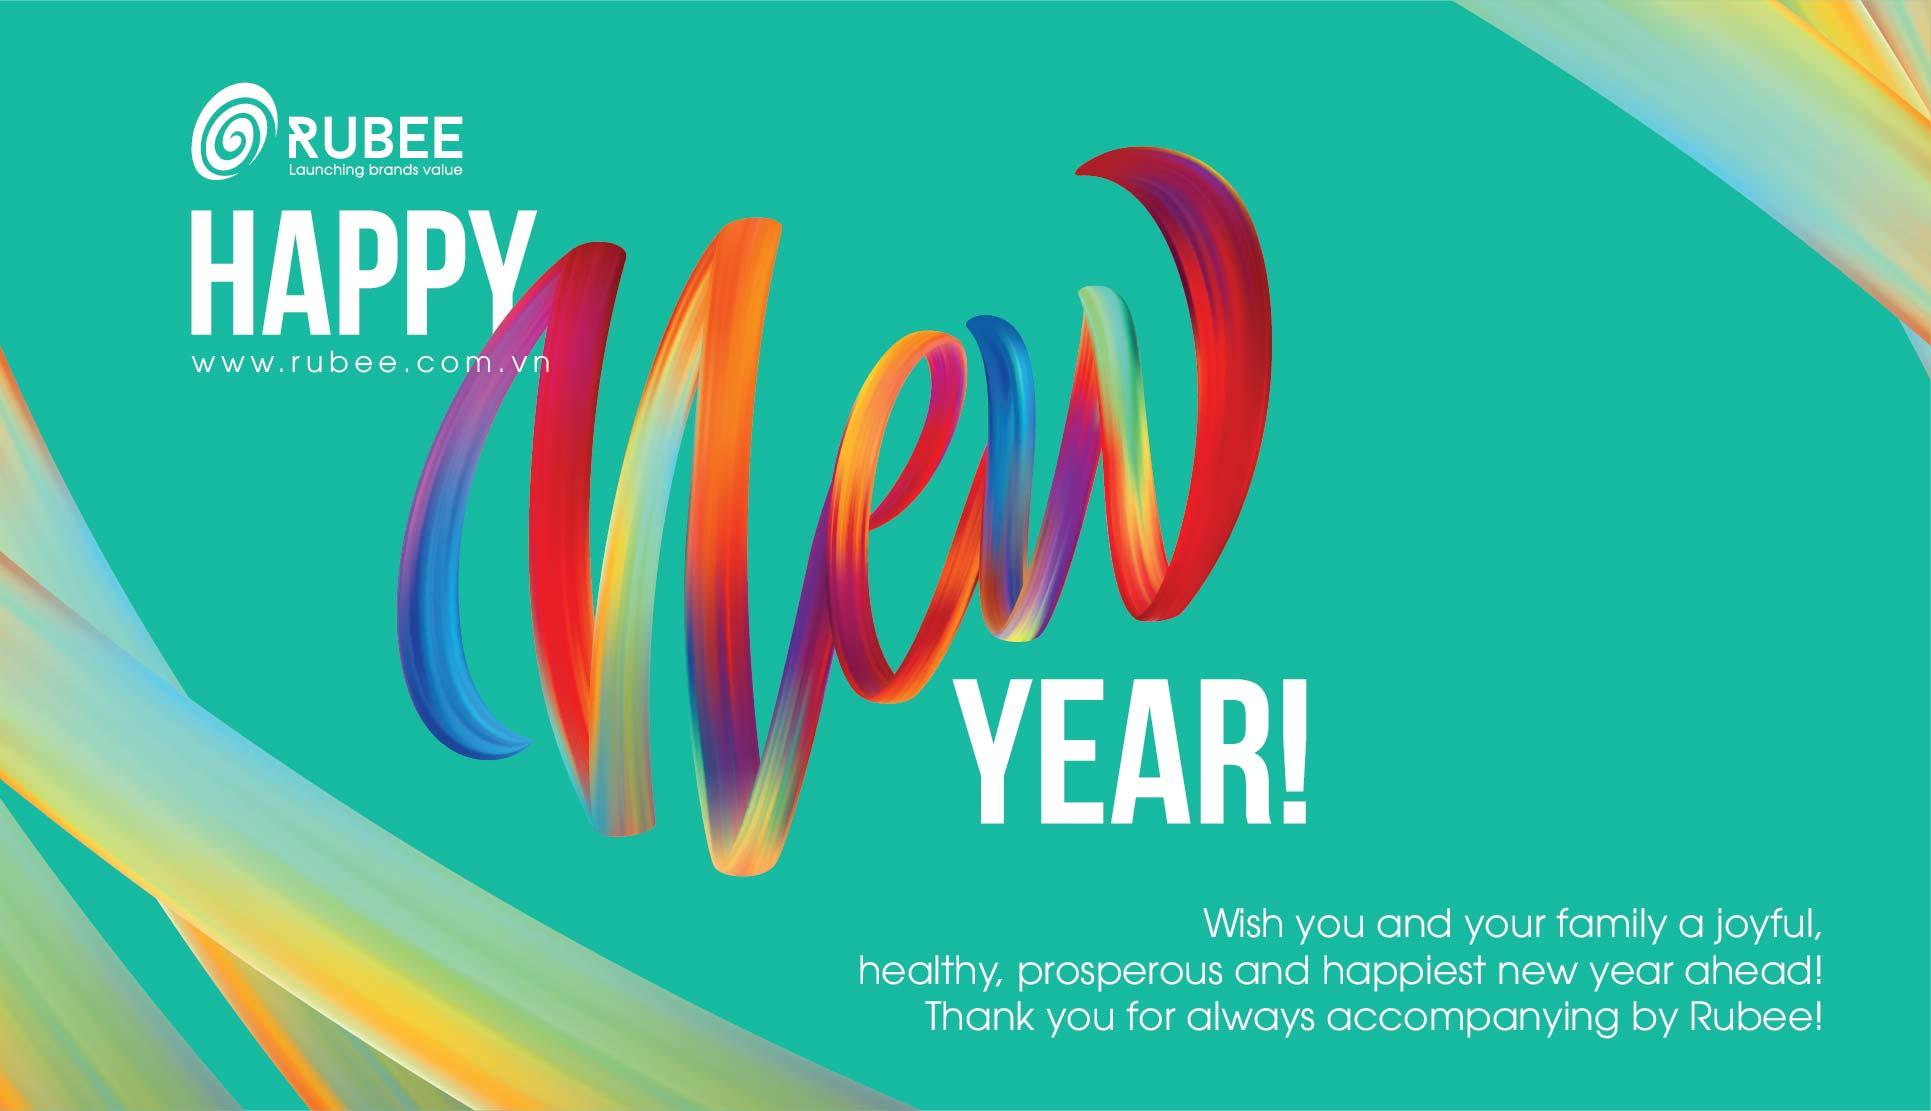 RUBEE
Launching brands value
HAPPY
www.rubee.com.vn
New
YEAR!
Wish you and your family a joyful,
healthy, prosperous and happiest new year ahead!
Thank you for always accompanying by Rubee!